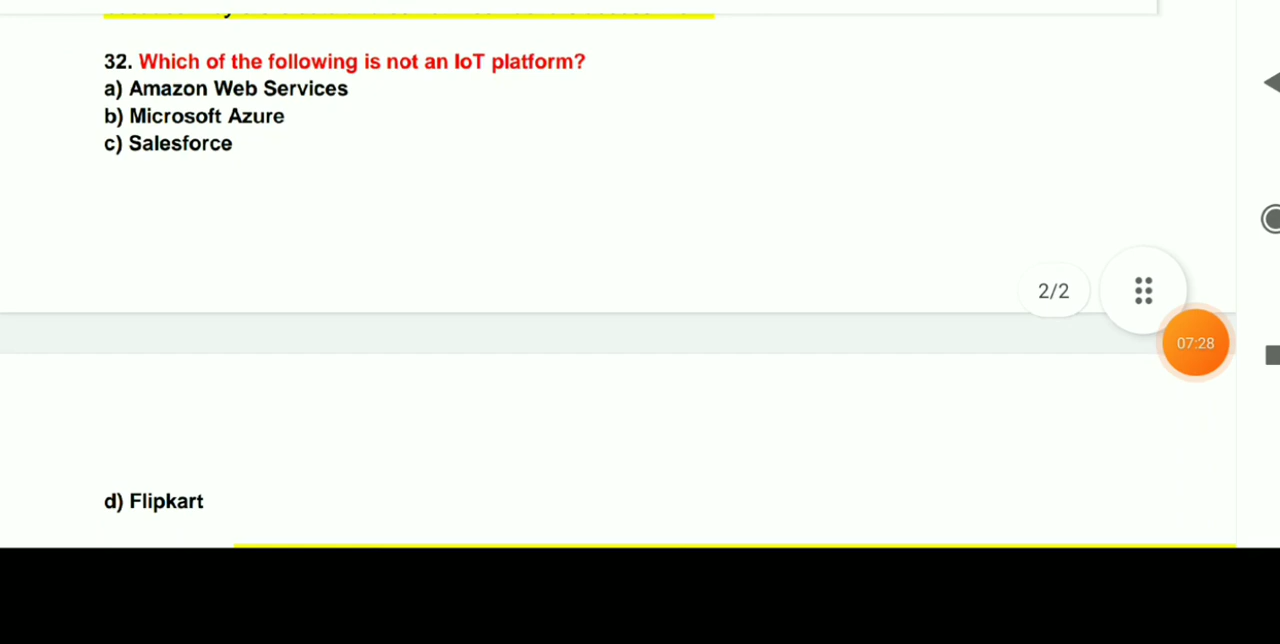 32. Which of the following is not an IoT platform?
a) Amazon Web Services
b) Microsoft Azure
c) Salesforce
2/2
07:28
d) Flipkart